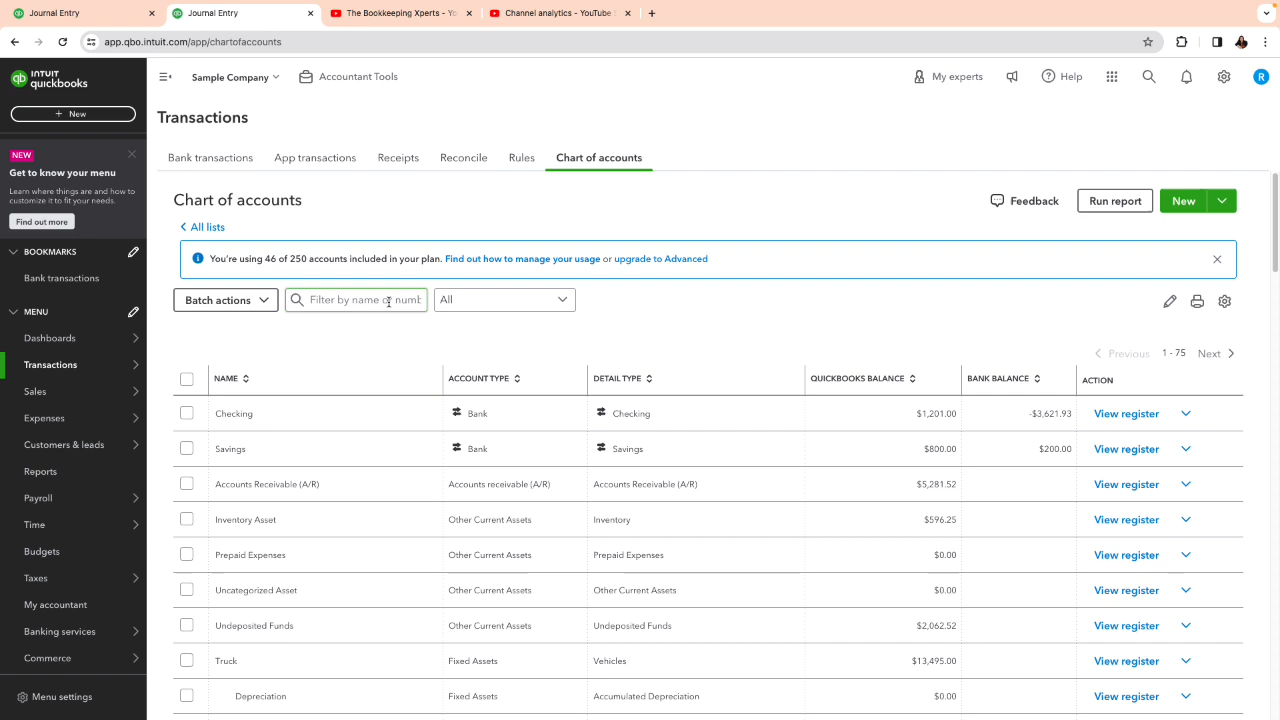 Journal Entry
Journal Entry
The Bookkeeping Xperts - Yo
Channel analytics - YouTube S
app.qbo.intuit.com/app/chartofaccounts
INTUIT
quickbooks
Sample Company
Accountant Tools
My experts
Help
R
+ New
Transactions
NEW
Get to know your menu
Learn where things are and how to
customize it to fit your needs.
Find out more
Bank transactions
App transactions
Receipts
Reconcile
Rules
Chart of accounts
Chart of accounts
Feedback
Run report
New
All lists
You're using 46 of 250 accounts included in your plan. Find out how to manage your usage or upgrade to Advanced
Batch actions
Filter by name or numb
All
Previous 1 - 75 Next
BOOKMARKS
Bank transactions
MENU
Dashboards
Transactions
Sales
Expenses
Customers & leads
Reports
Payroll
Time
Budgets
Taxes
My accountant
Banking services
Commerce
Menu settings
NAME ACCOUNT TYPE DETAIL TYPE QUICKBOOKS BALANCE BANK BALANCE ACTION
Checking Bank Checking $1,201.00 -$3,621.93 View register
Savings Bank Savings $800.00 $200.00 View register
Accounts Receivable (A/R) Accounts receivable (A/R) Accounts Receivable (A/R) $5,281.52 View register
Inventory Asset Other Current Assets Inventory $596.25 View register
Prepaid Expenses Other Current Assets Prepaid Expenses $0.00 View register
Uncategorized Asset Other Current Assets Other Current Assets $0.00 View register
Undeposited Funds Other Current Assets Undeposited Funds $2,062.52 View register
Truck Fixed Assets Vehicles $13,495.00 View register
Depreciation Fixed Assets Accumulated Depreciation $0.00 View register